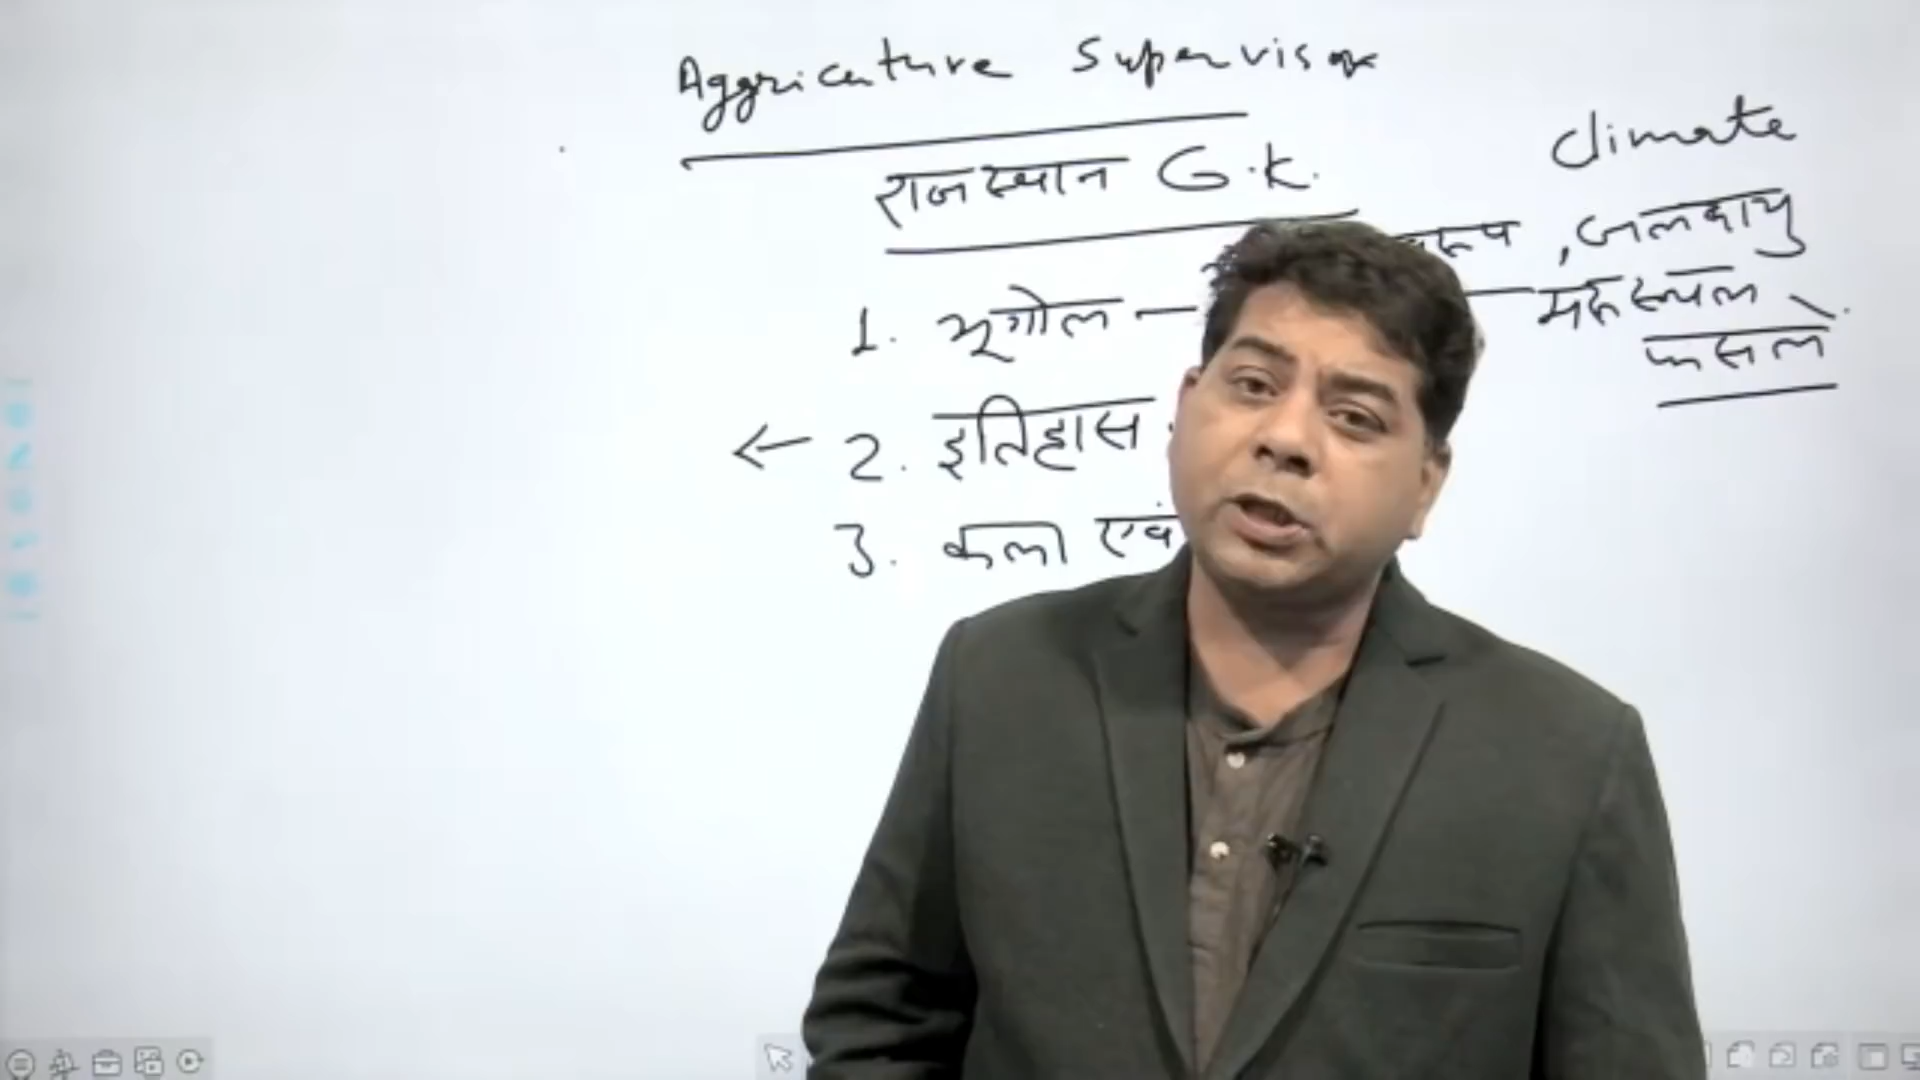 Aggriculture Supervisor
राजस्थान G.K.
climate
, जलवायु
1. भूगोल — मरूस्थल
फसलें
← 2. इतिहास
3. कला एवं